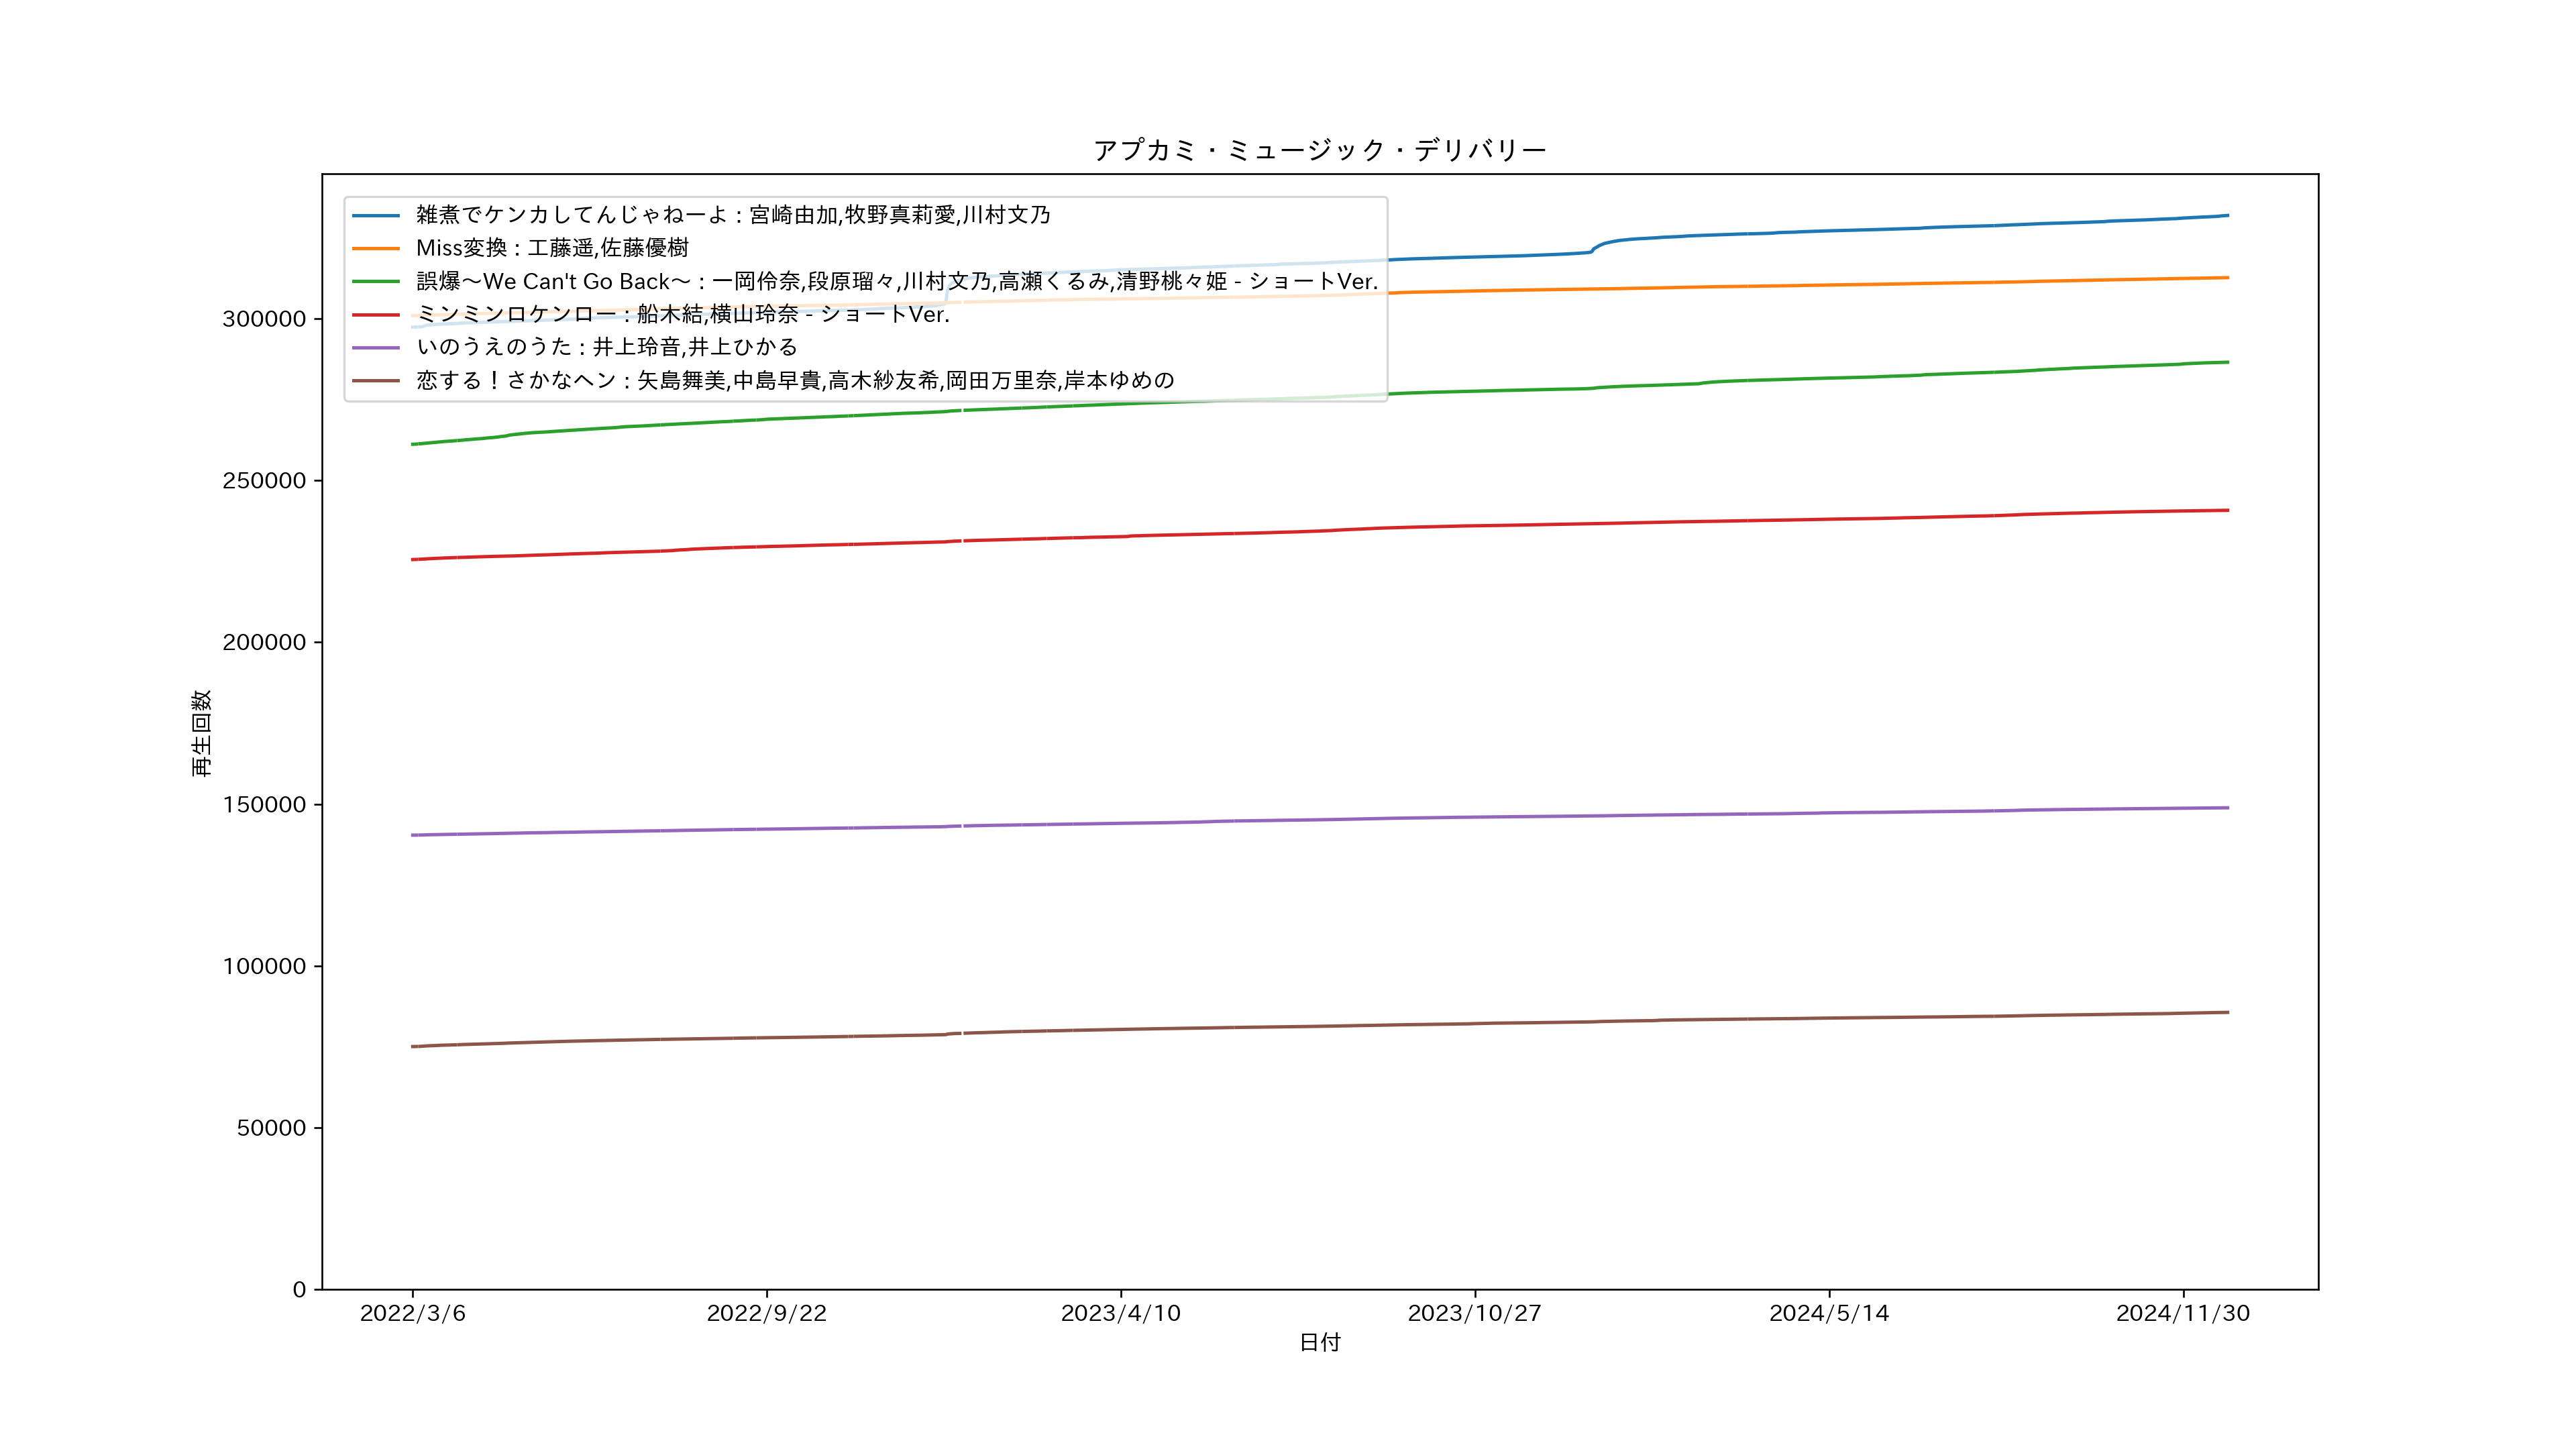 アプカミ・ミュージック・デリバリー
雑煮でケンカしてんじゃねーよ : 宮崎由加,牧野真莉愛,川村文乃
Miss変換 : 工藤遥,佐藤優樹
誤爆～We Can't Go Back～ : 一岡伶奈,段原瑠々,川村文乃,高瀬くるみ,清野桃々姫 - ショートVer.
ミンミンロケンロー : 船木結,横山玲奈 - ショートVer.
いのうえのうた : 井上玲音,井上ひかる
恋する！さかなヘン : 矢島舞美,中島早貴,高木紗友希,岡田万里奈,岸本ゆめの
300000
250000
200000
150000
100000
50000
0
再生回数
2022/3/6
2022/9/22
2023/4/10
2023/10/27
2024/5/14
2024/11/30
日付